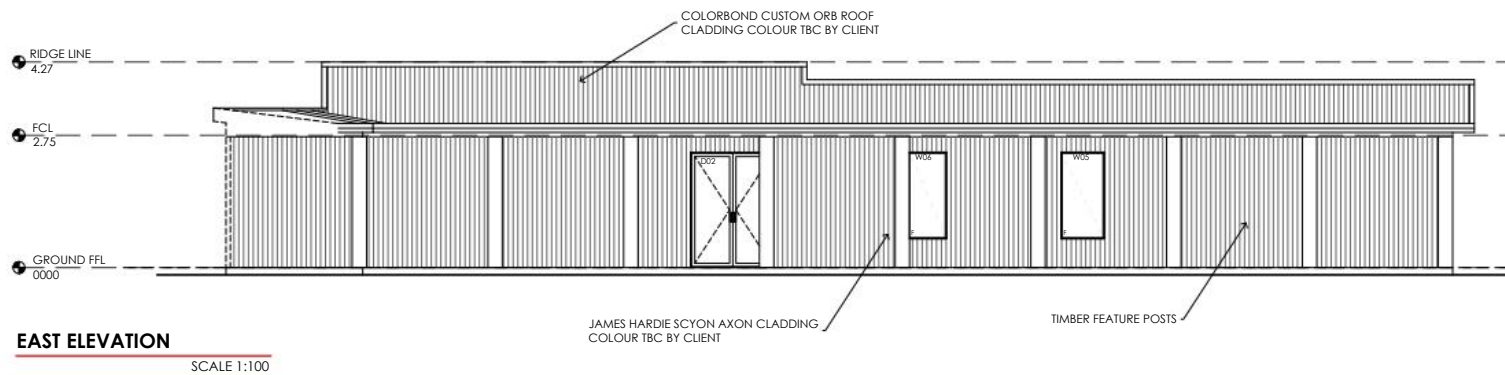 COLORBOND CUSTOM ORB ROOF
CLADDING COLOUR TBC BY CLIENT
RIDGE LINE
4.27
FCL
2.75
D02
W06
W05
F
F
GROUND FFL
0000
JAMES HARDIE SCYON AXON CLADDING
COLOUR TBC BY CLIENT
TIMBER FEATURE POSTS
EAST ELEVATION
SCALE 1:100